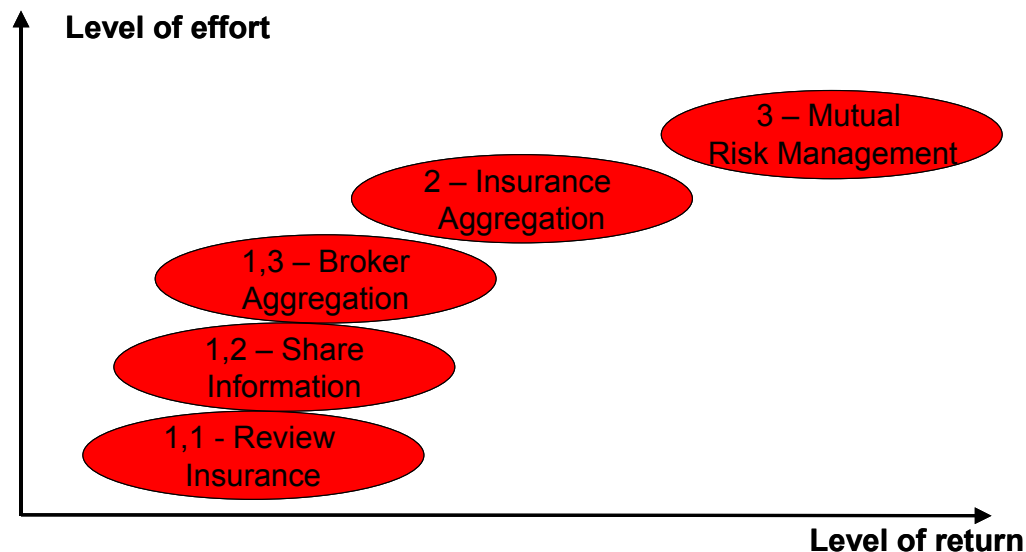 Level of effort
3 – Mutual
Risk Management
2 – Insurance
Aggregation
1,3 – Broker
Aggregation
1,2 – Share
Information
1,1 - Review
Insurance
Level of return